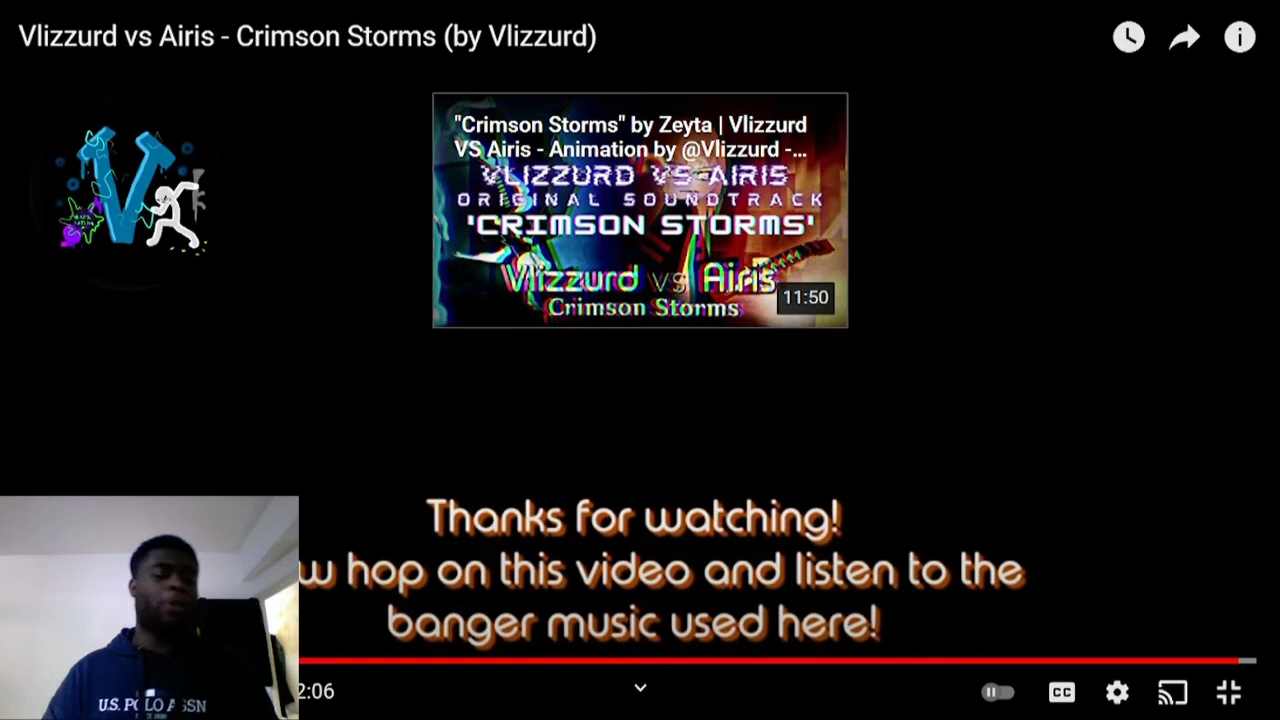 Vlizzurd vs Airis - Crimson Storms (by Vlizzurd)
"Crimson Storms" by Zeyta | Vlizzurd
VS Airis - Animation by @Vlizzurd -...
VLIZZURD VS AIRIS
ORIGINAL SOUNDTRACK
'CRIMSON STORMS'
Vlizzurd VS Airis
11:50
Crimson Storms
Thanks for watching!
w hop on this video and listen to the
banger music used here!
2:06
CC
U.S. POLO ASSN